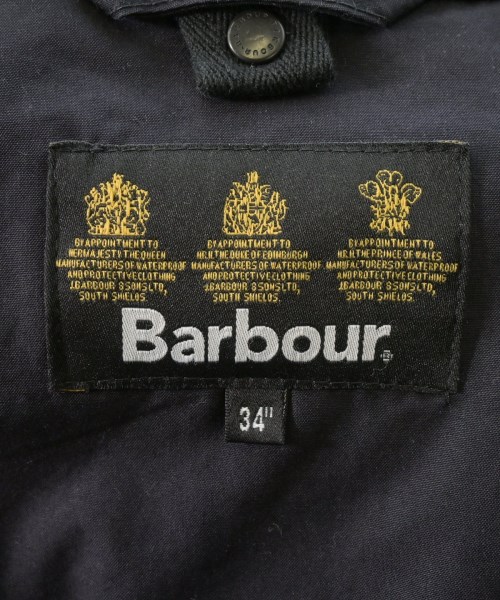 BY APPOINTMENT TO
HER MAJESTY THE QUEEN
MANUFACTURERS OF WATERPROOF
AND PROTECTIVE CLOTHING
J.BARBOUR & SONS LTD,
SOUTH SHIELDS.
BY APPOINTMENT TO
H.R.H. THE DUKE OF EDINBURGH
MANUFACTURERS OF WATERPROOF
AND PROTECTIVE CLOTHING
J.BARBOUR & SONS LTD,
SOUTH SHIELDS.
BY APPOINTMENT TO
H.R.H. THE PRINCE OF WALES
MANUFACTURERS OF WATERPROOF
AND PROTECTIVE CLOTHING
J.BARBOUR & SONS LTD,
SOUTH SHIELDS.
Barbour
34"